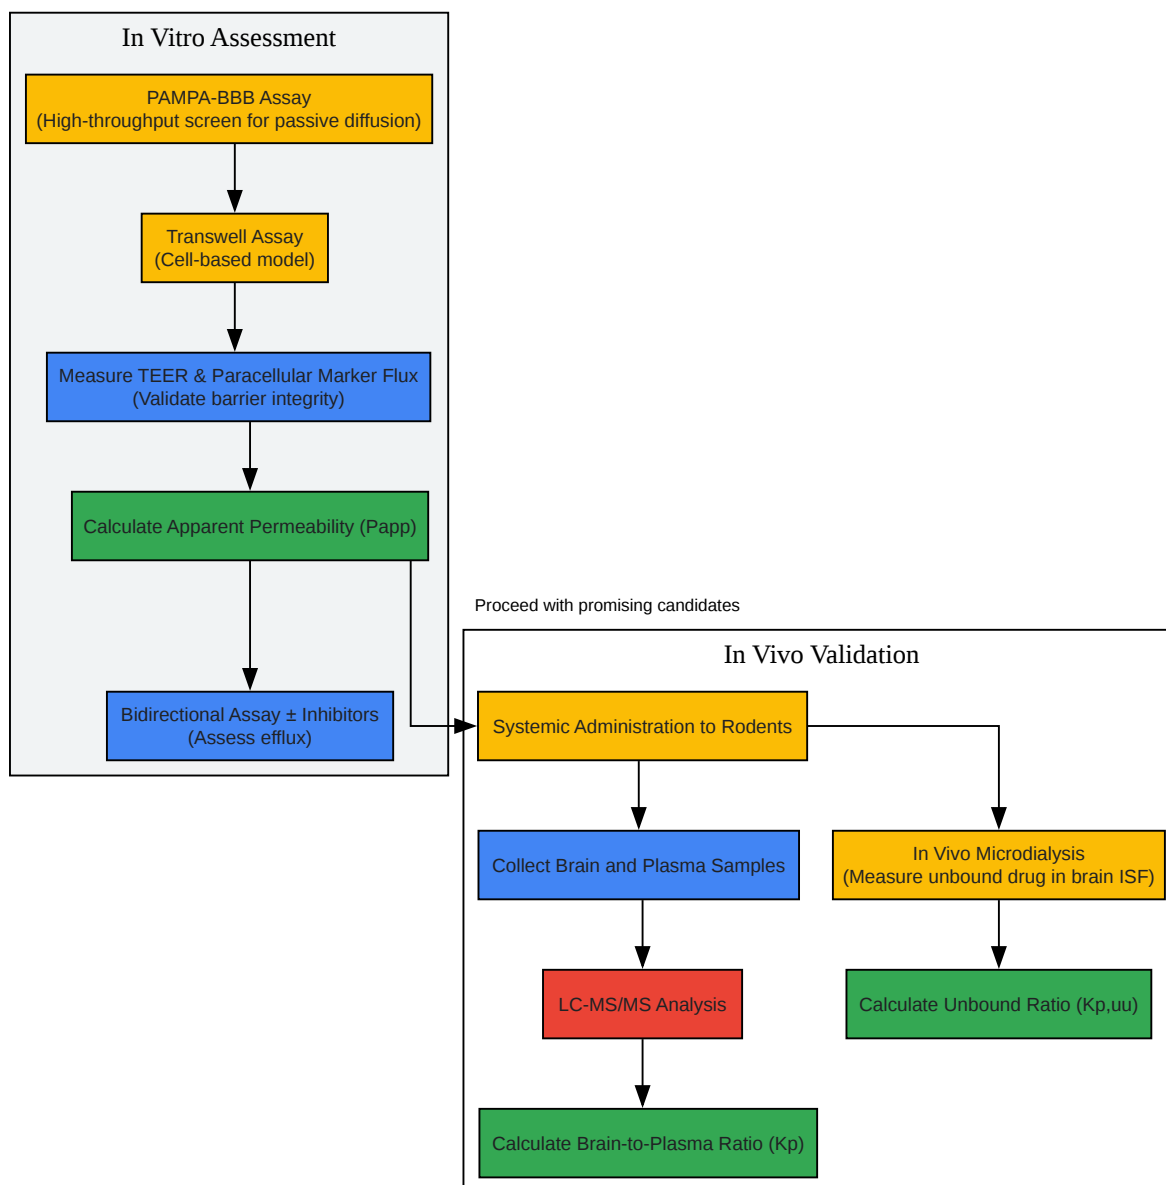 In Vitro Assessment
PAMPA-BBB Assay
(High-throughput screen for passive diffusion)
Transwell Assay
(Cell-based model)
Measure TEER & Paracellular Marker Flux
(Validate barrier integrity)
Calculate Apparent Permeability (Papp)
Bidirectional Assay ± Inhibitors
(Assess efflux)
Proceed with promising candidates
In Vivo Validation
Systemic Administration to Rodents
Collect Brain and Plasma Samples
In Vivo Microdialysis
(Measure unbound drug in brain ISF)
LC-MS/MS Analysis
Calculate Unbound Ratio (Kp,uu)
Calculate Brain-to-Plasma Ratio (Kp)